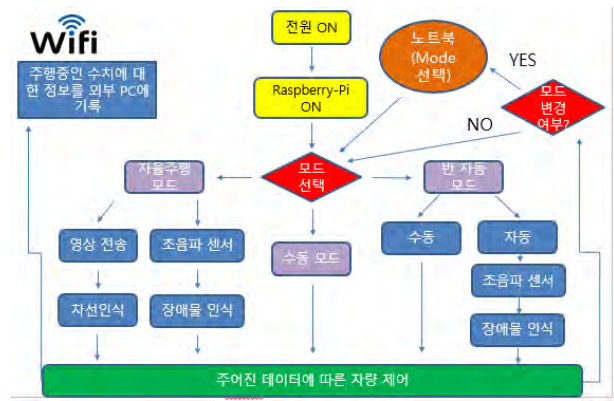 Wifi
주행중인 수치에 대
한 정보를 외부 PC에
기록
전원 ON
Raspberry-Pi
ON
노트북
(Mode
선택)
YES
모드
변경
여부?
NO
모드
선택
자율주행
모드
반 자동
모드
영상 전송
초음파 센서
수동 모드
수동
자동
차선인식
장애물 인식
초음파 센서
장애물 인식
주어진 데이터에 따른 차량 제어